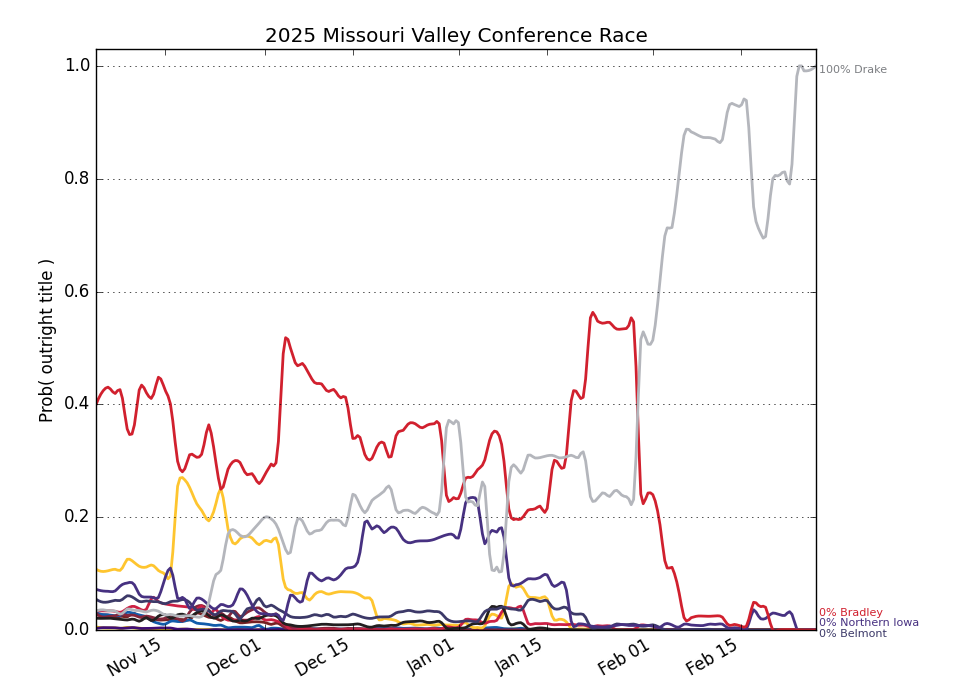 2025 Missouri Valley Conference Race
1.0
100% Drake
0.8
0.6
Prob( outright title )
0.4
0.2
0% Bradley
0% Northern Iowa
0.0
0% Belmont
Nov 15
Dec 01
Dec 15
Jan 01
Jan 15
Feb 01
Feb 15